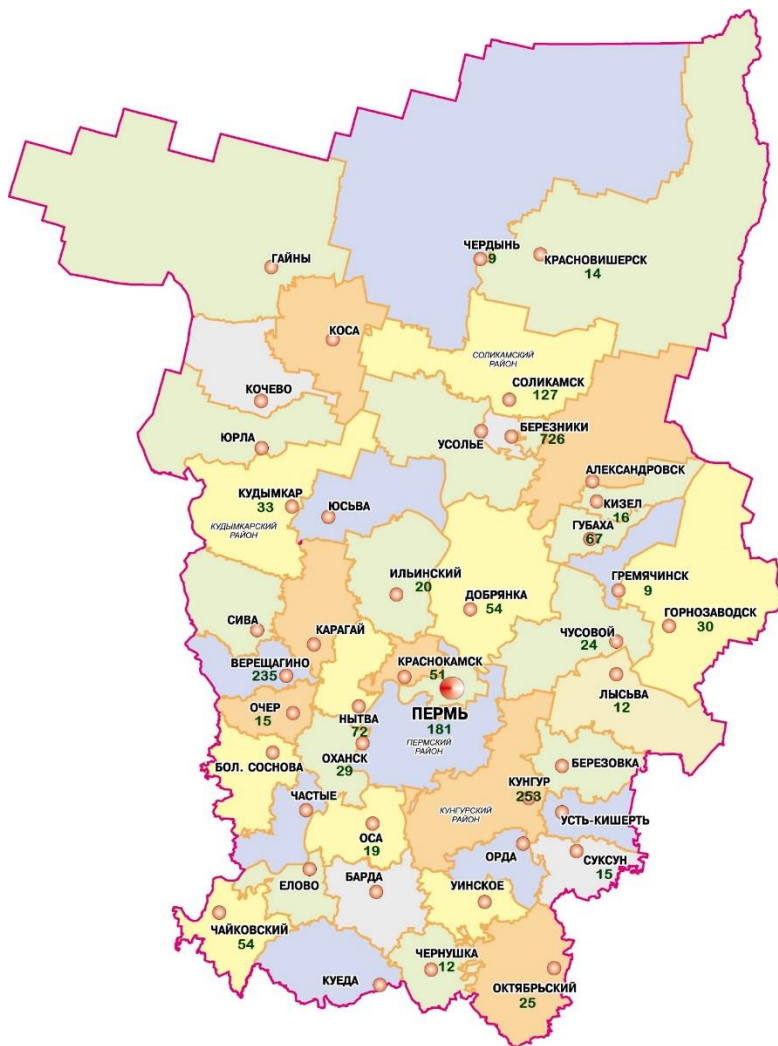 ГАЙНЫ
ЧЕРДЫНЬ
9
КРАСНОВИШЕРСК
14
КОСА
СОЛИКАМСКИЙ
РАЙОН
КОЧЕВО
СОЛИКАМСК
127
ЮРЛА
УСОЛЬЕ
БЕРЕЗНИКИ
726
АЛЕКСАНДРОВСК
КУДЫМКАР
33
КУДЫМКАРСКИЙ
РАЙОН
ЮСЬВА
КИЗЕЛ
16
ГУБАХА
67
ИЛЬИНСКИЙ
20
ДОБРЯНКА
54
ГРЕМЯЧИНСК
9
ГОРНОЗАВОДСК
30
СИВА
КАРАГАЙ
ЧУСОВОЙ
24
ВЕРЕЩАГИНО
235
КРАСНОКАМСК
51
ЛЫСЬВА
12
ОЧЕР
15
НЫТВА
72
ПЕРМЬ
181
ПЕРМСКИЙ
РАЙОН
БОЛ. СОСНОВА
ОХАНСК
29
БЕРЕЗОВКА
ЧАСТЫЕ
КУНГУР
253
КУНГУРСКИЙ
РАЙОН
УСТЬ-КИШЕРТЬ
ОСА
19
ОРДА
СУКСУН
15
ЕЛОВО
БАРДА
УИНСКОЕ
ЧАЙКОВСКИЙ
54
КУЕДА
ЧЕРНУШКА
12
ОКТЯБРЬСКИЙ
25